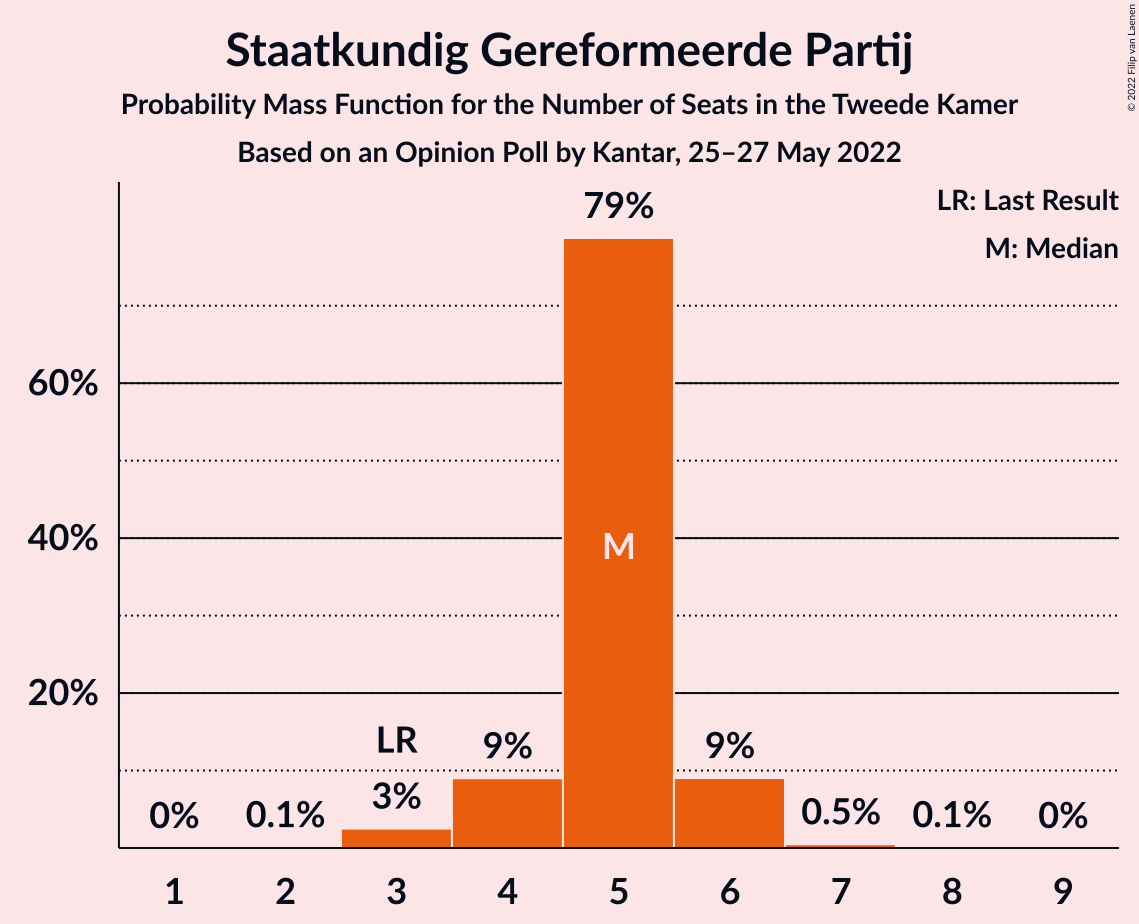 Staatkundig Gereformeerde Partij
Probability Mass Function for the Number of Seats in the Tweede Kamer
Based on an Opinion Poll by Kantar, 25–27 May 2022
© 2022 Filip van Laenen
LR: Last Result
M: Median
79%
60%
40%
20%
M
LR
0%
0.1%
3%
9%
9%
0.5%
0.1%
0%
1 2 3 4 5 6 7 8 9